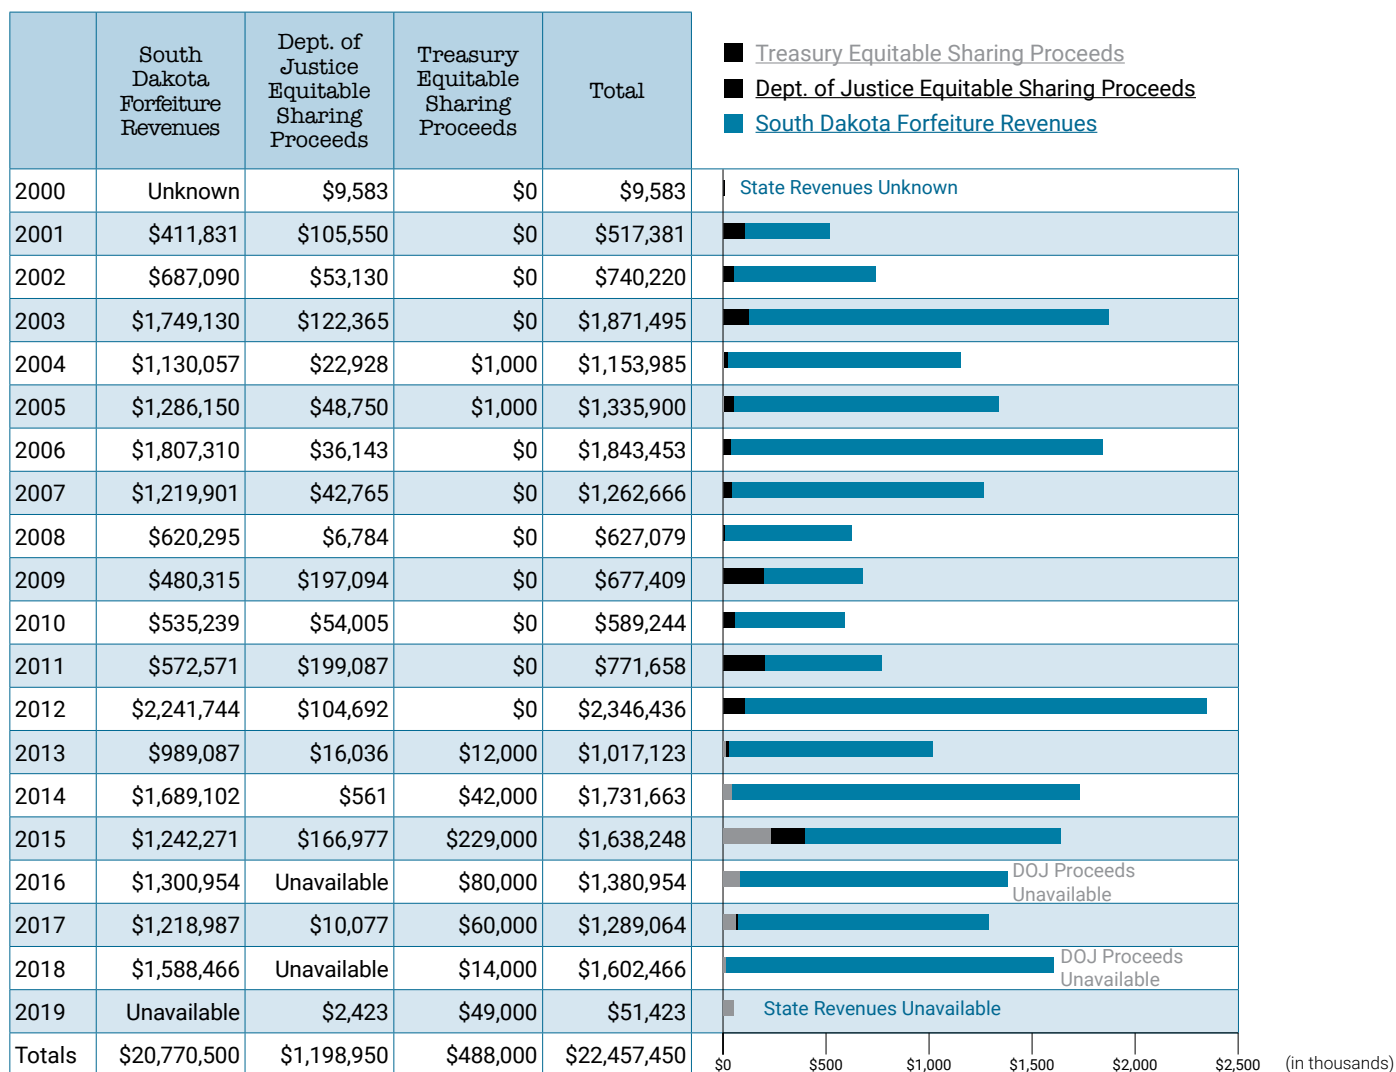 South
Dakota
Forfeiture
Revenues
Dept. of
Justice
Equitable
Sharing
Proceeds
Treasury
Equitable
Sharing
Proceeds
Total
Treasury Equitable Sharing Proceeds
Dept. of Justice Equitable Sharing Proceeds
South Dakota Forfeiture Revenues
2000 Unknown $9,583 $0 $9,583 State Revenues Unknown
2001 $411,831 $105,550 $0 $517,381
2002 $687,090 $53,130 $0 $740,220
2003 $1,749,130 $122,365 $0 $1,871,495
2004 $1,130,057 $22,928 $1,000 $1,153,985
2005 $1,286,150 $48,750 $1,000 $1,335,900
2006 $1,807,310 $36,143 $0 $1,843,453
2007 $1,219,901 $42,765 $0 $1,262,666
2008 $620,295 $6,784 $0 $627,079
2009 $480,315 $197,094 $0 $677,409
2010 $535,239 $54,005 $0 $589,244
2011 $572,571 $199,087 $0 $771,658
2012 $2,241,744 $104,692 $0 $2,346,436
2013 $989,087 $16,036 $12,000 $1,017,123
2014 $1,689,102 $561 $42,000 $1,731,663
2015 $1,242,271 $166,977 $229,000 $1,638,248
2016 $1,300,954 Unavailable $80,000 $1,380,954 DOJ Proceeds
Unavailable
2017 $1,218,987 $10,077 $60,000 $1,289,064
2018 $1,588,466 Unavailable $14,000 $1,602,466 DOJ Proceeds
Unavailable
2019 Unavailable $2,423 $49,000 $51,423 State Revenues Unavailable
Totals $20,770,500 $1,198,950 $488,000 $22,457,450
$0 $500 $1,000 $1,500 $2,000 $2,500 (in thousands)